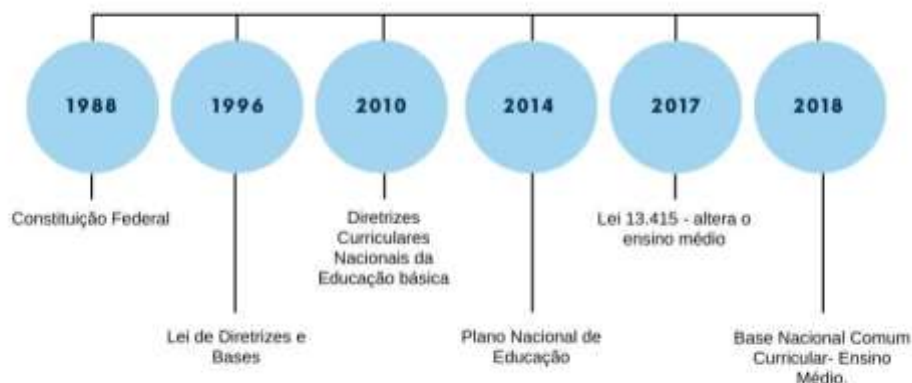 1988
1996
2010
2014
2017
2018
Constituição Federal
Diretrizes
Curriculares
Nacionais da
Educação básica
Lei 13.415 - altera o
ensino médio
Lei de Diretrizes e
Bases
Plano Nacional de
Educação
Base Nacional Comum
Curricular- Ensino
Médio.